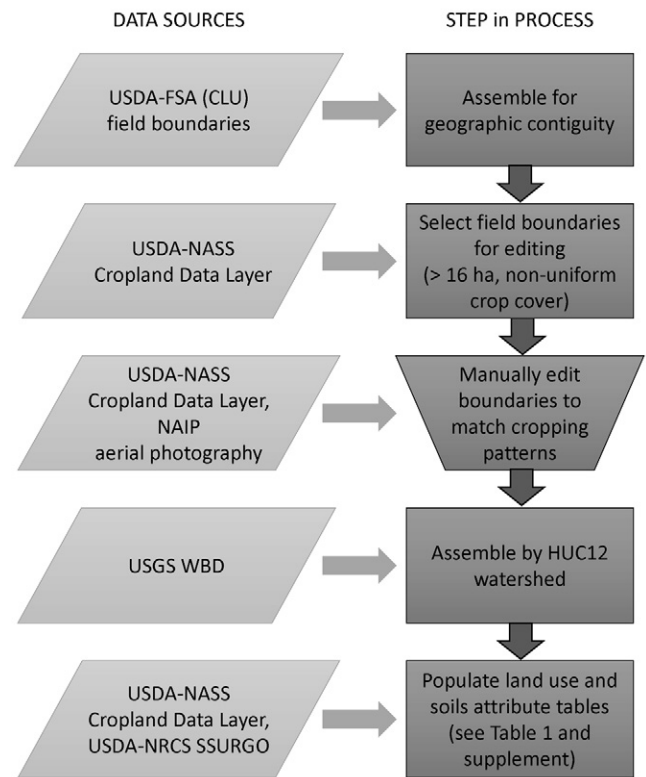 DATA SOURCES
STEP in PROCESS
USDA-FSA (CLU)
field boundaries
Assemble for
geographic contiguity
USDA-NASS
Cropland Data Layer
Select field boundaries
for editing
(> 16 ha, non-uniform
crop cover)
USDA-NASS
Cropland Data Layer,
NAIP
aerial photography
Manually edit
boundaries to
match cropping
patterns
USGS WBD
Assemble by HUC12
watershed
USDA-NASS
Cropland Data Layer,
USDA-NRCS SSURGO
Populate land use and
soils attribute tables
(see Table 1 and
supplement)